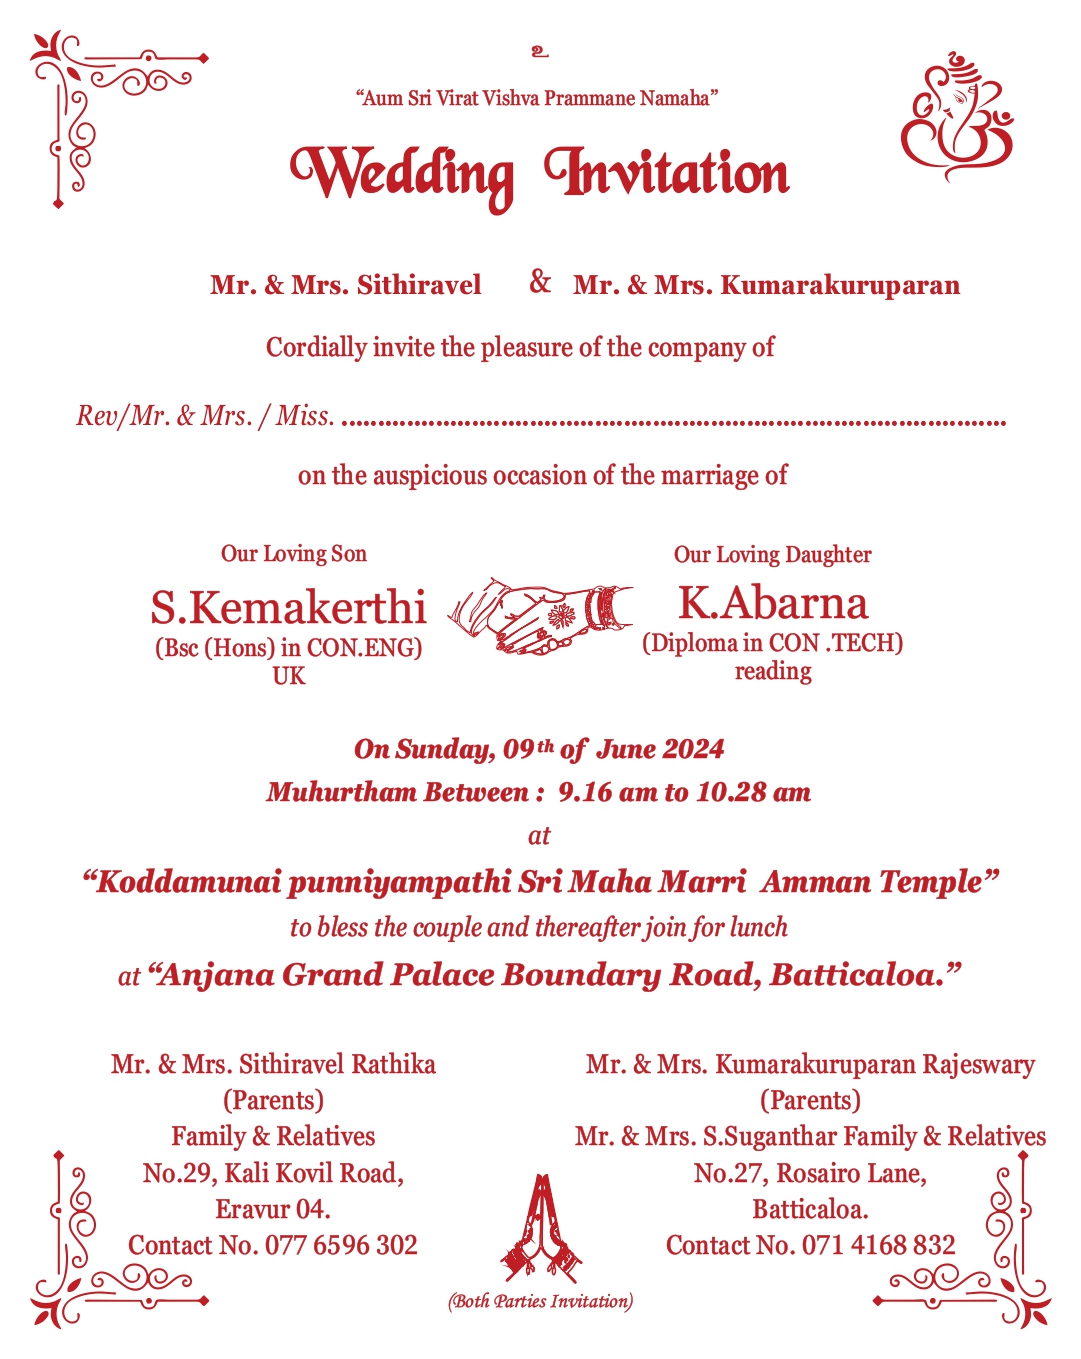 உ
“Aum Sri Virat Vishva Prammane Namaha”
Wedding Invitation
Mr. & Mrs. Sithiravel & Mr. & Mrs. Kumarakuruparan
Cordially invite the pleasure of the company of
Rev/Mr. & Mrs. / Miss. ..........................................................................................
on the auspicious occasion of the marriage of
Our Loving Son
S.Kemakerthi
(Bsc (Hons) in CON.ENG)
UK
Our Loving Daughter
K.Abarna
(Diploma in CON .TECH)
reading
On Sunday, 09th of June 2024
Muhurtham Between : 9.16 am to 10.28 am
at
“Koddamunai punniyampathi Sri Maha Marri Amman Temple”
to bless the couple and thereafter join for lunch
at “Anjana Grand Palace Boundary Road, Batticaloa.”
Mr. & Mrs. Sithiravel Rathika
(Parents)
Family & Relatives
No.29, Kali Kovil Road,
Eravur 04.
Contact No. 077 6596 302
Mr. & Mrs. Kumarakuruparan Rajeswary
(Parents)
Mr. & Mrs. S.Suganthar Family & Relatives
No.27, Rosairo Lane,
Batticaloa.
Contact No. 071 4168 832
(Both Parties Invitation)